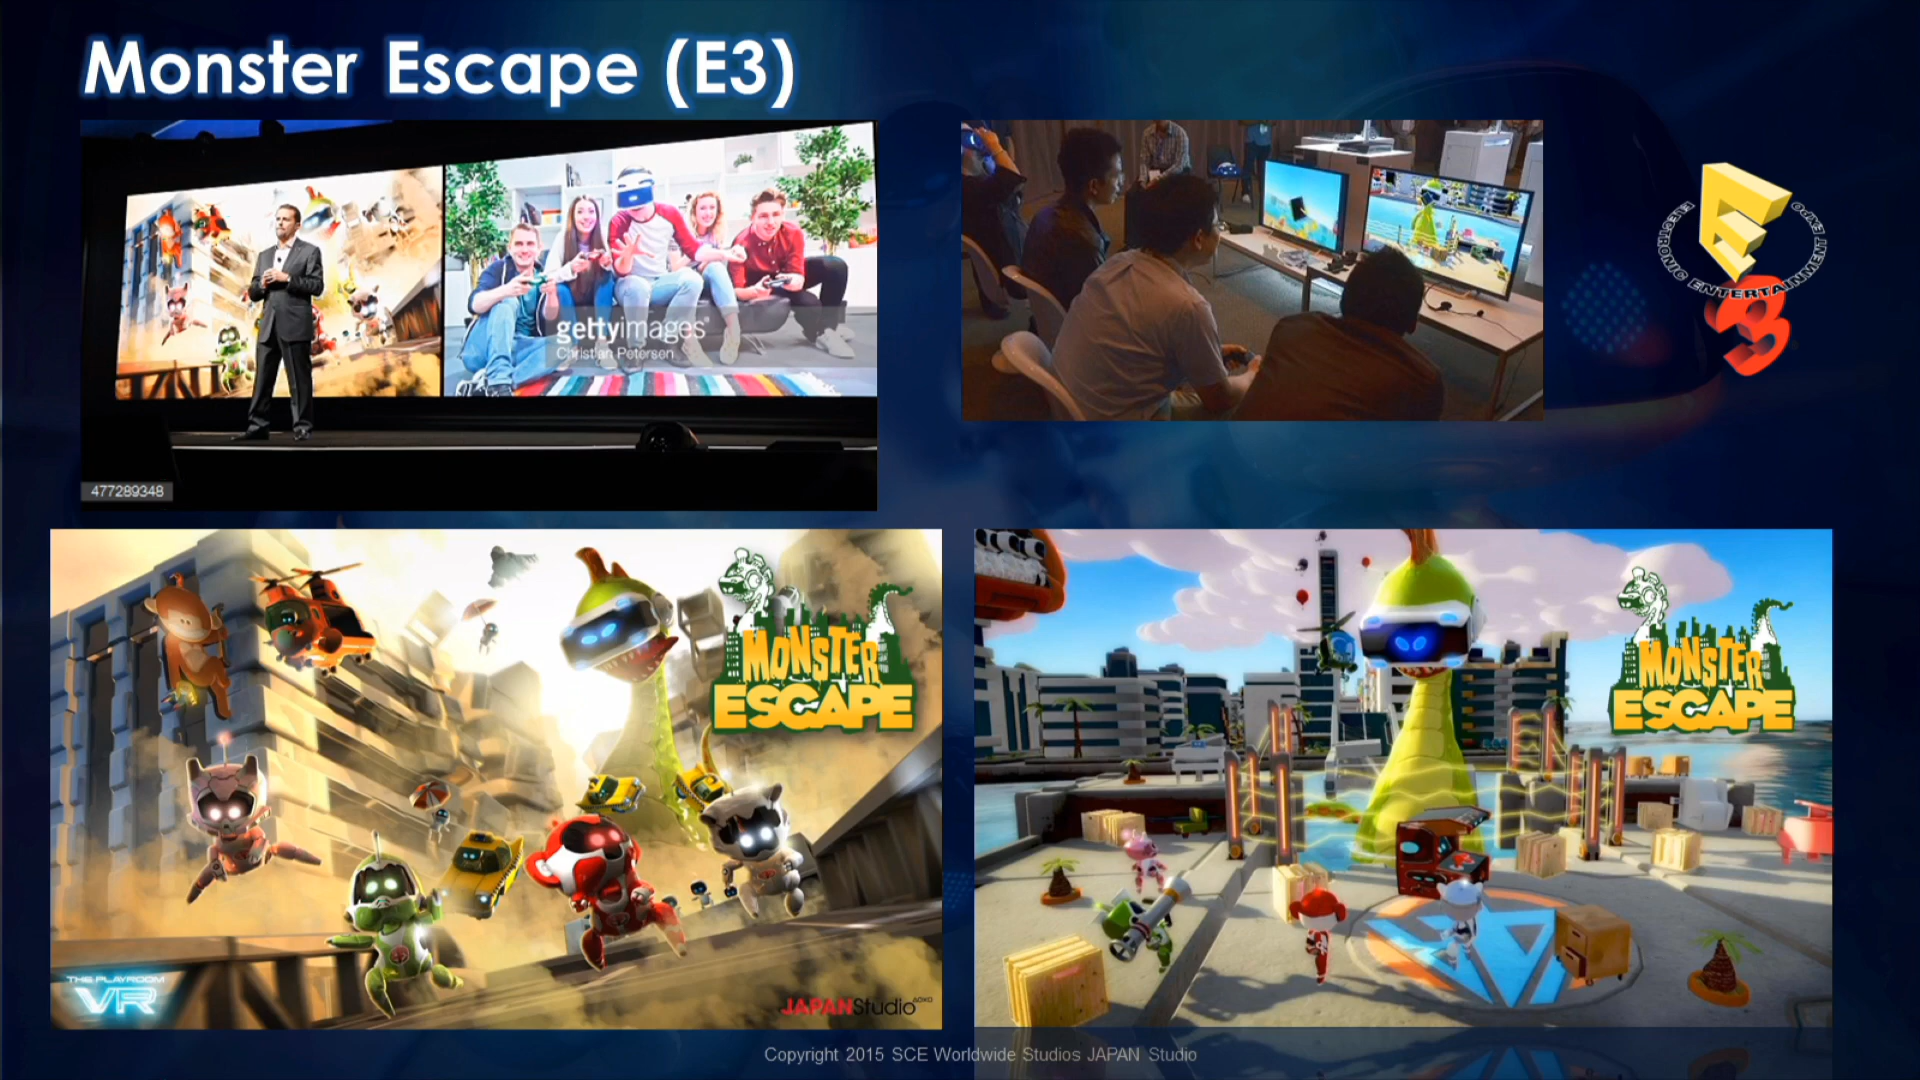 Monster Escape (E3)
gettyimages®
Christian Petersen
477289348
ELECTRONIC ENTERTAINMENT EXPO
E3
MONSTER
ESCAPE
THE PLAYROOM
VR
JAPANStudio
MONSTER
ESCAPE
Copyright 2015 SCE Worldwide Studios JAPAN Studio